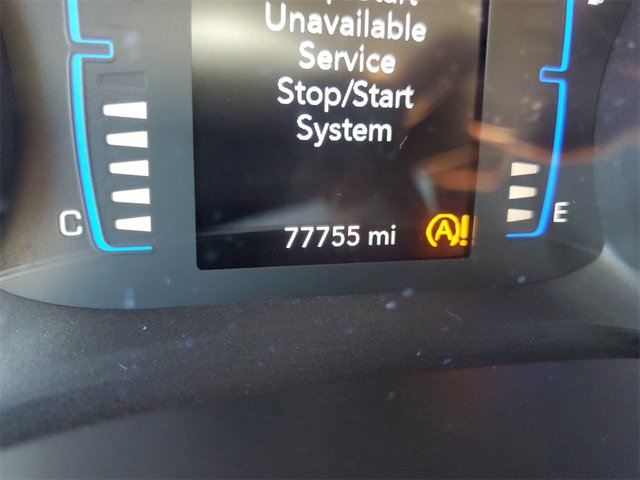 Unavailable
Service
Stop/Start
System
C
77755 mi
A!
E